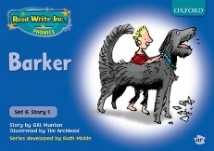 Read Write Inc.
PHONICS
OXFORD
Barker
Set 6 Story 1
Story by Gill Munton
Illustrated by Tim Archbold
Series developed by Ruth Miskin